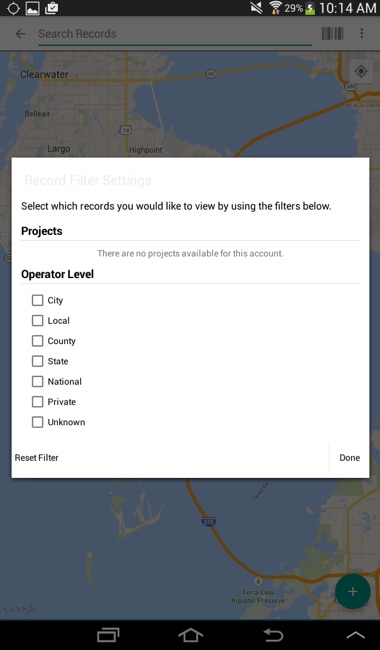 29% 10:14 AM
Search Records
Clearwater
Belleair
19
Largo
Highpoint
Record Filter Settings
Select which records you would like to view by using the filters below.
Projects
There are no projects available for this account.
Operator Level
City
Local
County
State
National
Private
Unknown
Reset Filter
Done
275
Terra Ceia
Aquatic Preserve
+
Google